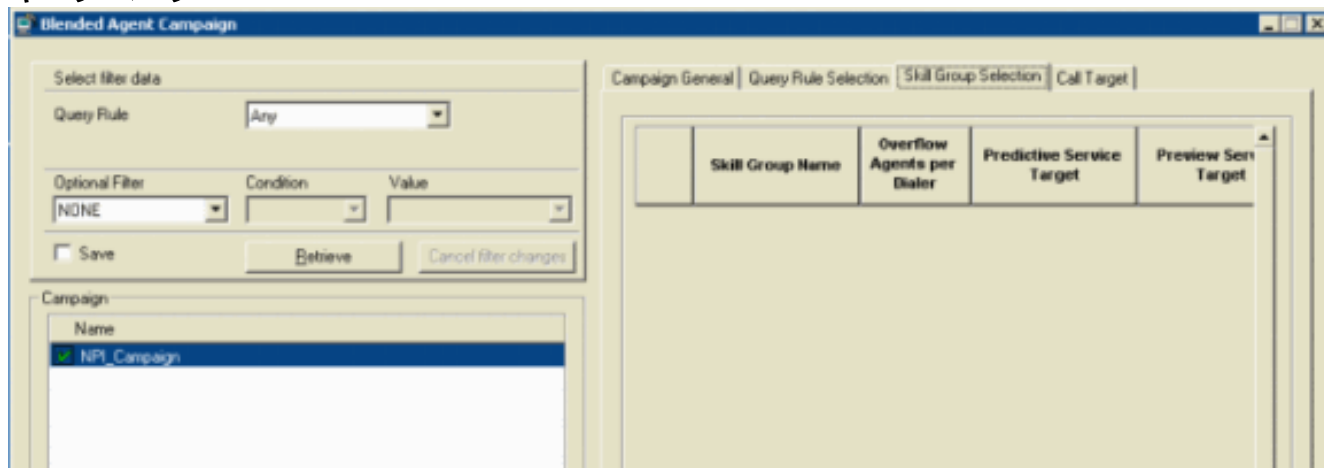 Blended Agent Campaign
Select filter data
Query Rule
Any
Optional Filter
Condition
Value
NONE
Save
Retrieve
Cancel filter changes
Campaign
Name
NPI_Campaign
Campaign General
Query Rule Selection
Skill Group Selection
Call Target
Skill Group Name
Overflow
Agents per
Dialer
Predictive Service
Target
Preview Serv
Target